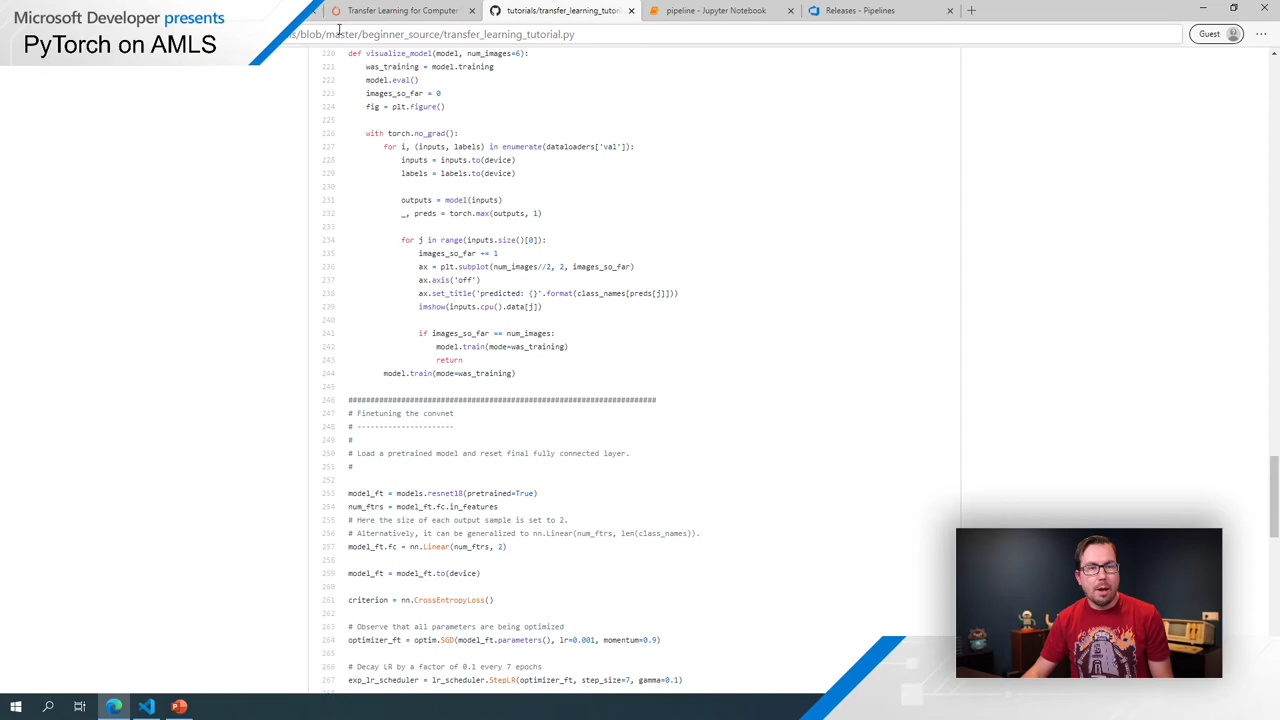 Microsoft Developer presents
PyTorch on AMLS
Transfer Learning for Computer
tutorials/transfer_learning_tutor
pipeline - Jupyter Notebook
Releases - Pipelines
/blob/master/beginner_source/transfer_learning_tutorial.py
Guest
220 def visualize_model(model, num_images=6):
221 was_training = model.training
222 model.eval()
223 images_so_far = 0
224 fig = plt.figure()
225
226 with torch.no_grad():
227 for i, (inputs, labels) in enumerate(dataloaders['val']):
228 inputs = inputs.to(device)
229 labels = labels.to(device)
230
231 outputs = model(inputs)
232 _, preds = torch.max(outputs, 1)
233
234 for j in range(inputs.size()[0]):
235 images_so_far += 1
236 ax = plt.subplot(num_images//2, 2, images_so_far)
237 ax.axis('off')
238 ax.set_title('predicted: {}'.format(class_names[preds[j]]))
239 imshow(inputs.cpu().data[j])
240
241 if images_so_far == num_images:
242 model.train(mode=was_training)
243 return
244 model.train(mode=was_training)
245
246 ######################################################################
247 # Finetuning the convnet
248 # ----------------------
249 #
250 # Load a pretrained model and reset final fully connected layer.
251 #
252
253 model_ft = models.resnet18(pretrained=True)
254 num_ftrs = model_ft.fc.in_features
255 # Here the size of each output sample is set to 2.
256 # Alternatively, it can be generalized to nn.Linear(num_ftrs, len(class_names)).
257 model_ft.fc = nn.Linear(num_ftrs, 2)
258
259 model_ft = model_ft.to(device)
260
261 criterion = nn.CrossEntropyLoss()
262
263 # Observe that all parameters are being optimized
264 optimizer_ft = optim.SGD(model_ft.parameters(), lr=0.001, momentum=0.9)
265
266 # Decay LR by a factor of 0.1 every 7 epochs
267 exp_lr_scheduler = lr_scheduler.StepLR(optimizer_ft, step_size=7, gamma=0.1)